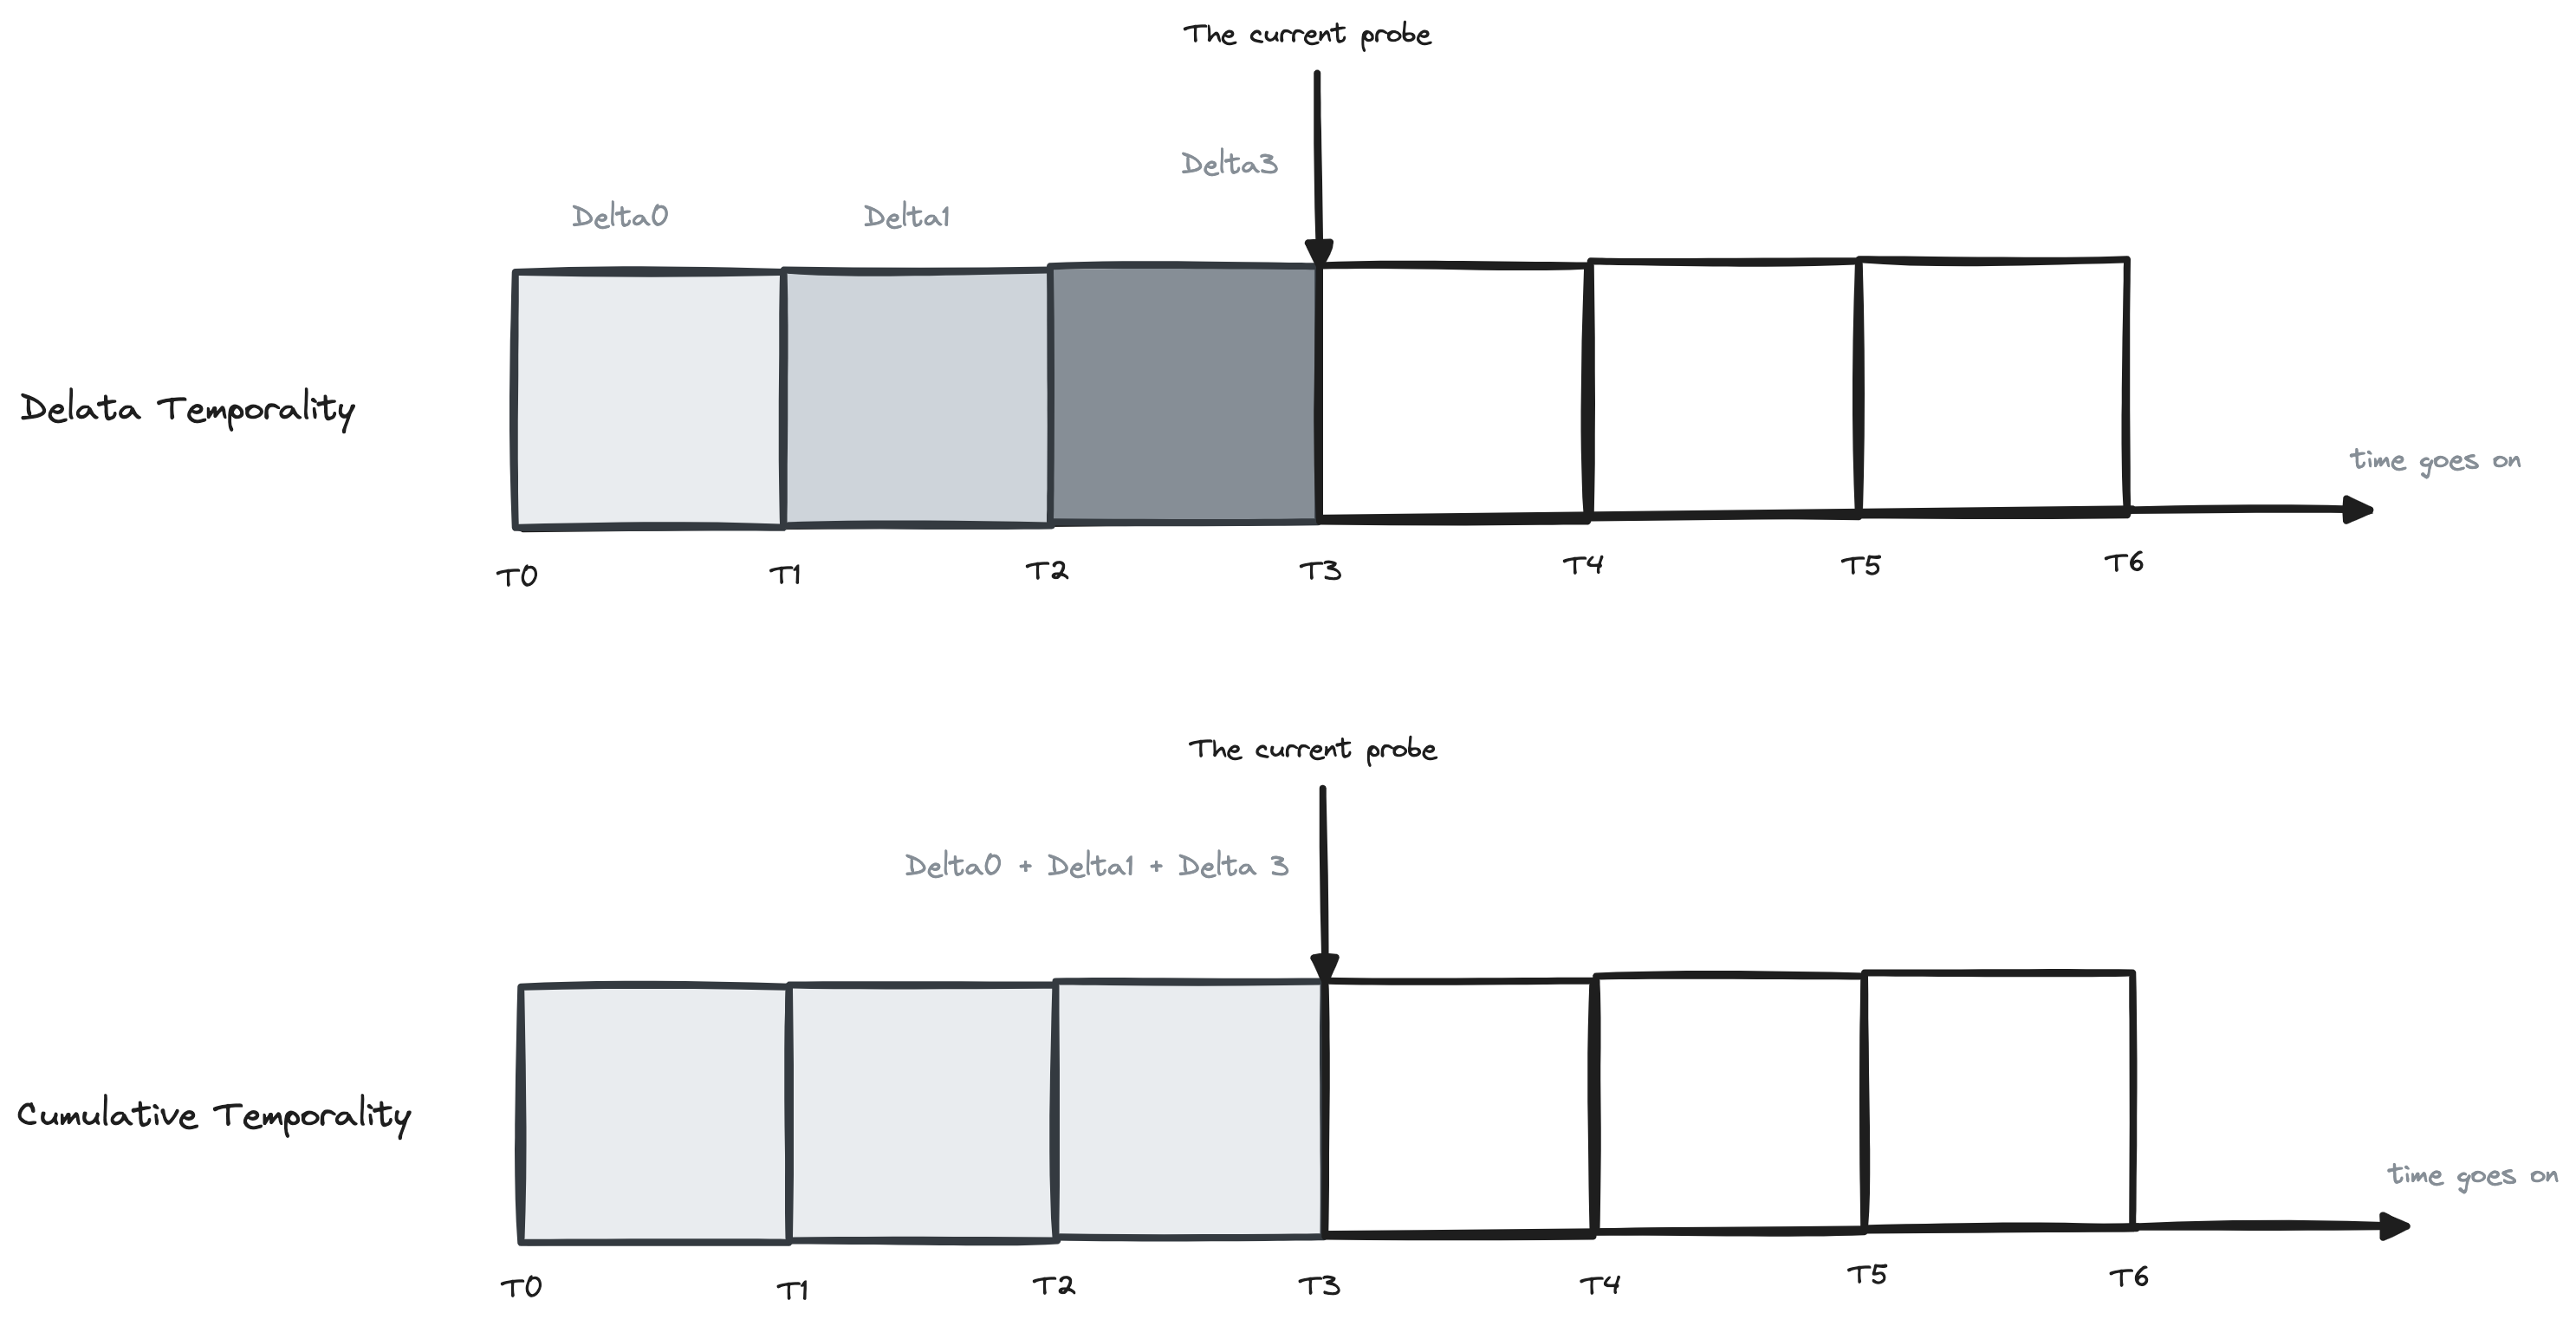 The current probe
Delta3
Delta0
Delta1
Delata Temporality
time goes on
T0
T1
T2
T3
T4
T5
T6
The current probe
Delta0 + Delta1 + Delta 3
Cumulative Temporality
time goes on
T0
T1
T2
T3
T4
T5
T6